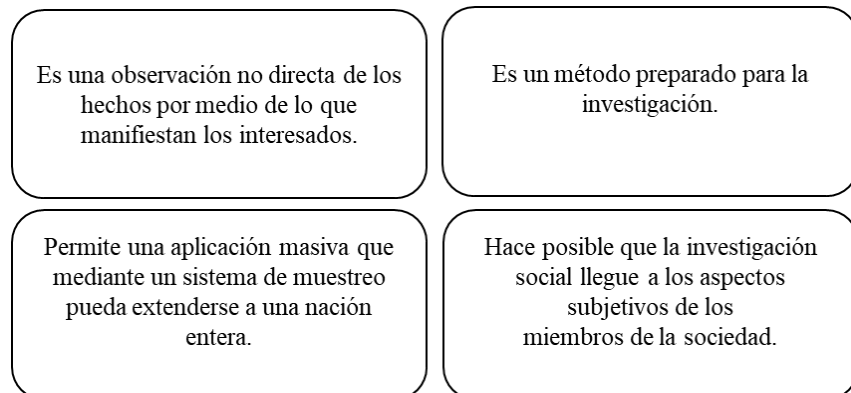 Es una observación no directa de los
hechos por medio de lo que
manifiestan los interesados.
Es un método preparado para la
investigación.
Permite una aplicación masiva que
mediante un sistema de muestreo
pueda extenderse a una nación
entera.
Hace posible que la investigación
social llegue a los aspectos
subjetivos de los
miembros de la sociedad.